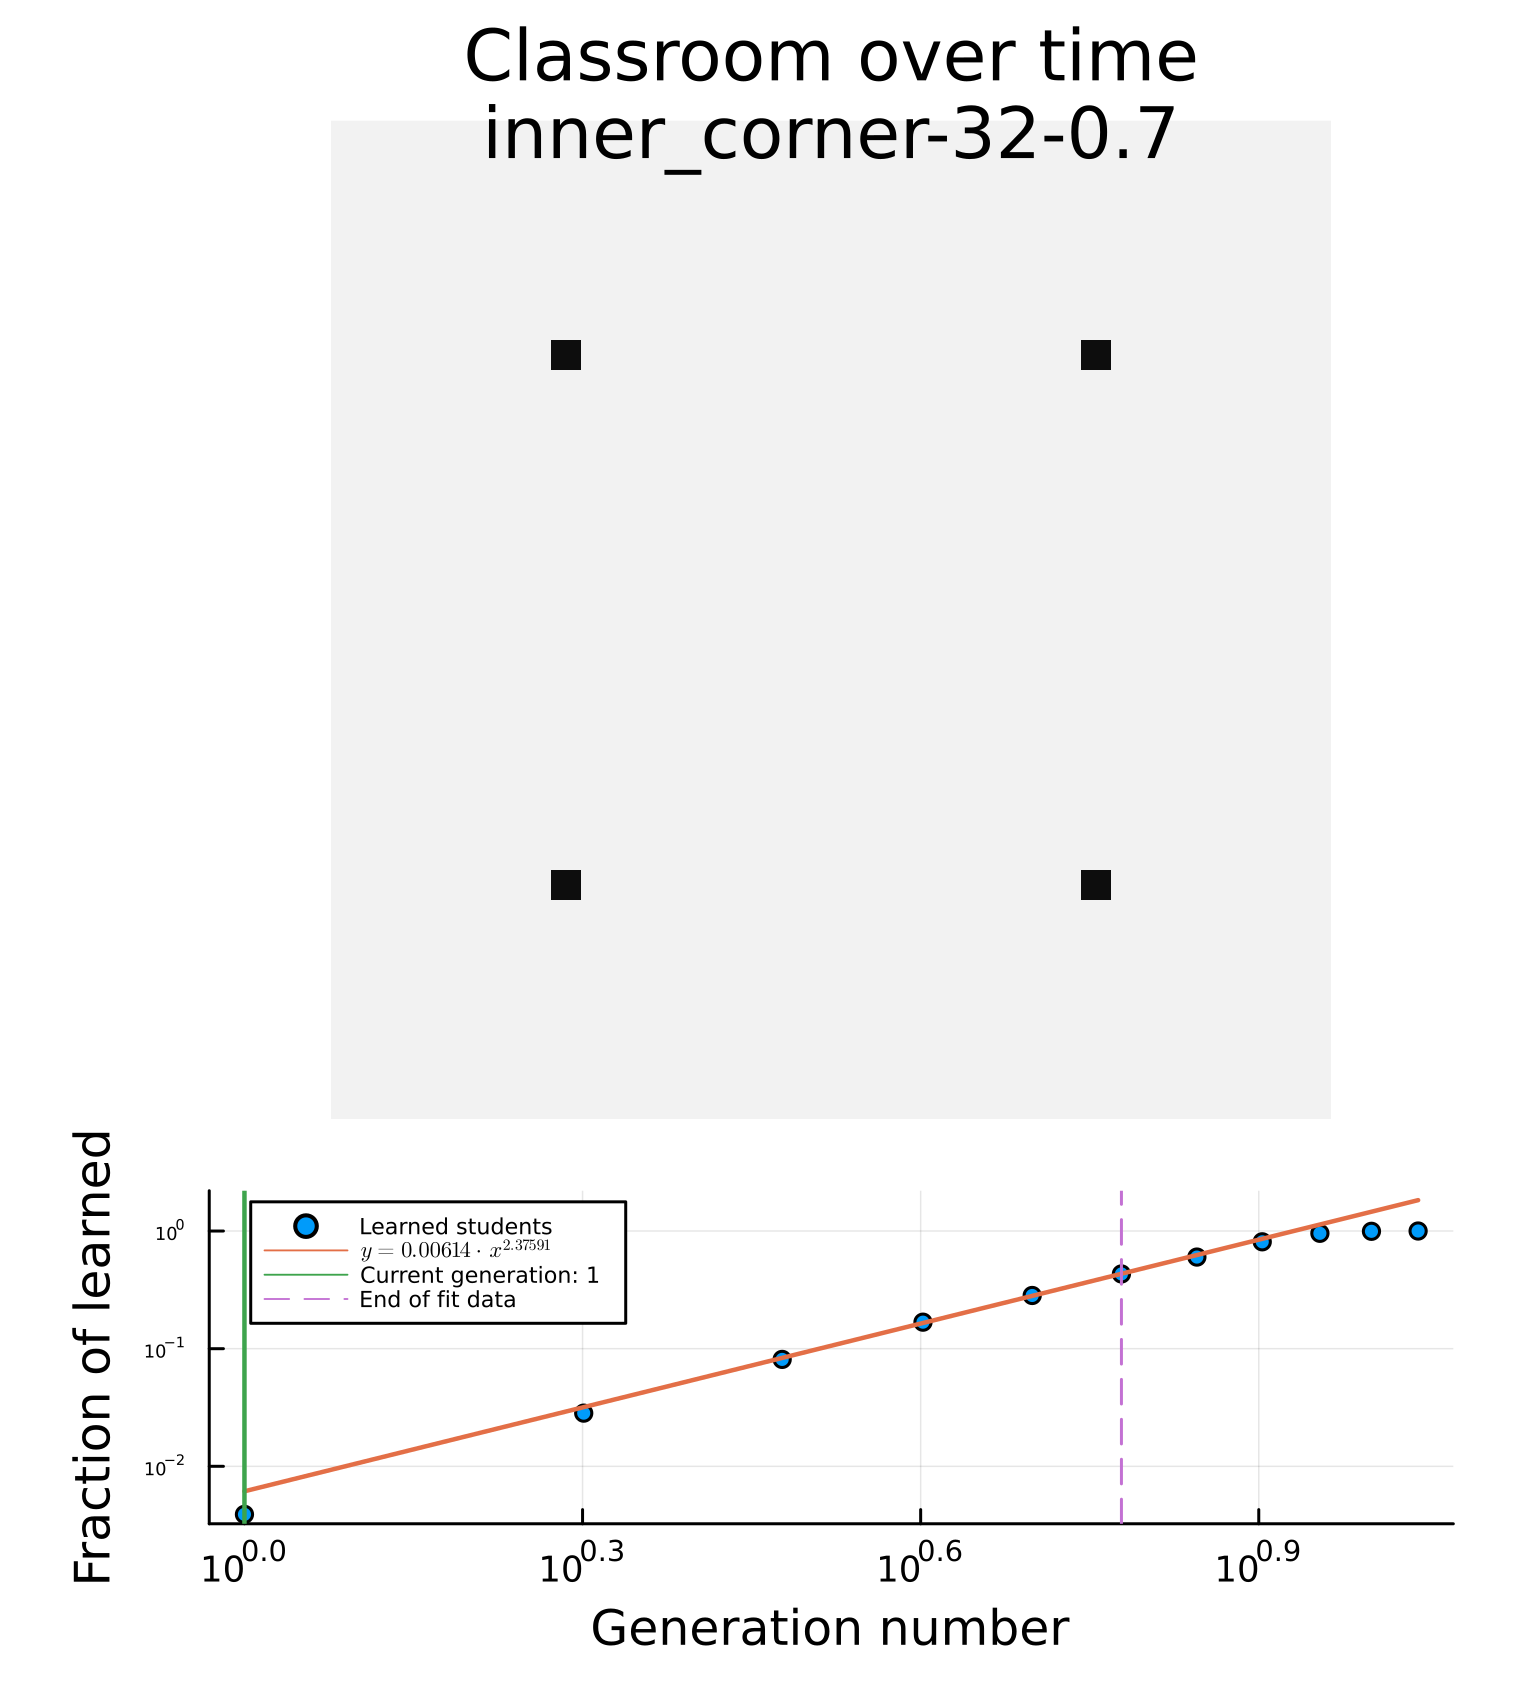 Classroom over time
inner_corner-32-0.7
Fraction of learned
10⁰
10⁻¹
10⁻²
Learned students
y = 0.00614 · x^2.37591
Current generation: 1
End of fit data
10^0.0
10^0.3
10^0.6
10^0.9
Generation number